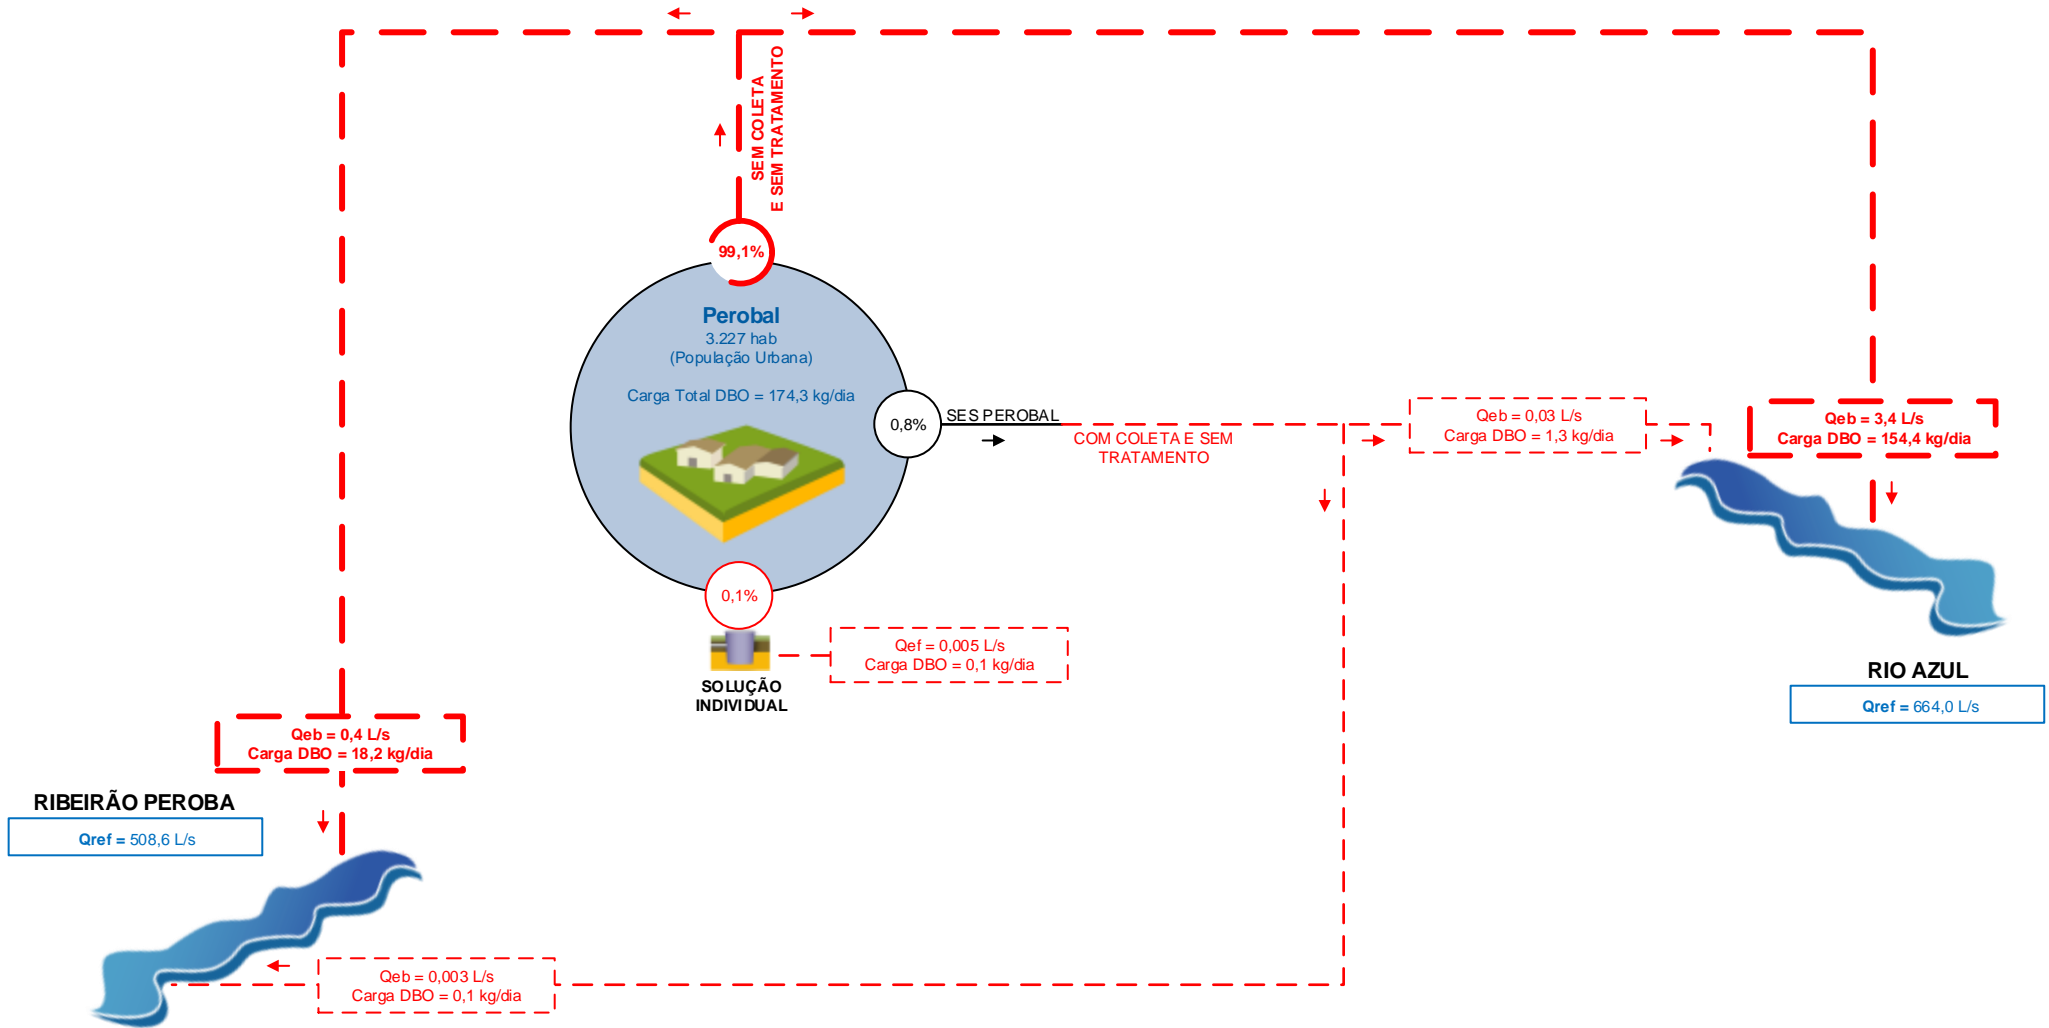 SEM COLETA
E SEM TRATAMENTO
99,1%
Perobal
3.227 hab
(População Urbana)
Carga Total DBO = 174,3 kg/dia
0,8%
SES PEROBAL
COM COLETA E SEM
TRATAMENTO
Qeb = 0,03 L/s
Carga DBO = 1,3 kg/dia
Qeb = 3,4 L/s
Carga DBO = 154,4 kg/dia
RIO AZUL
Qref = 664,0 L/s
0,1%
SOLUÇÃO
INDIVIDUAL
Qef = 0,005 L/s
Carga DBO = 0,1 kg/dia
Qeb = 0,4 L/s
Carga DBO = 18,2 kg/dia
RIBEIRÃO PEROBA
Qref = 508,6 L/s
Qeb = 0,003 L/s
Carga DBO = 0,1 kg/dia